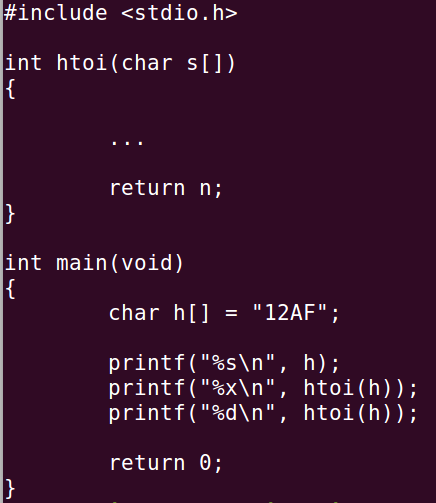 #include <stdio.h>
int htoi(char s[])
{
...
return n;
}
int main(void)
{
char h[] = "12AF";
printf("%s\n", h);
printf("%x\n", htoi(h));
printf("%d\n", htoi(h));
return 0;
}